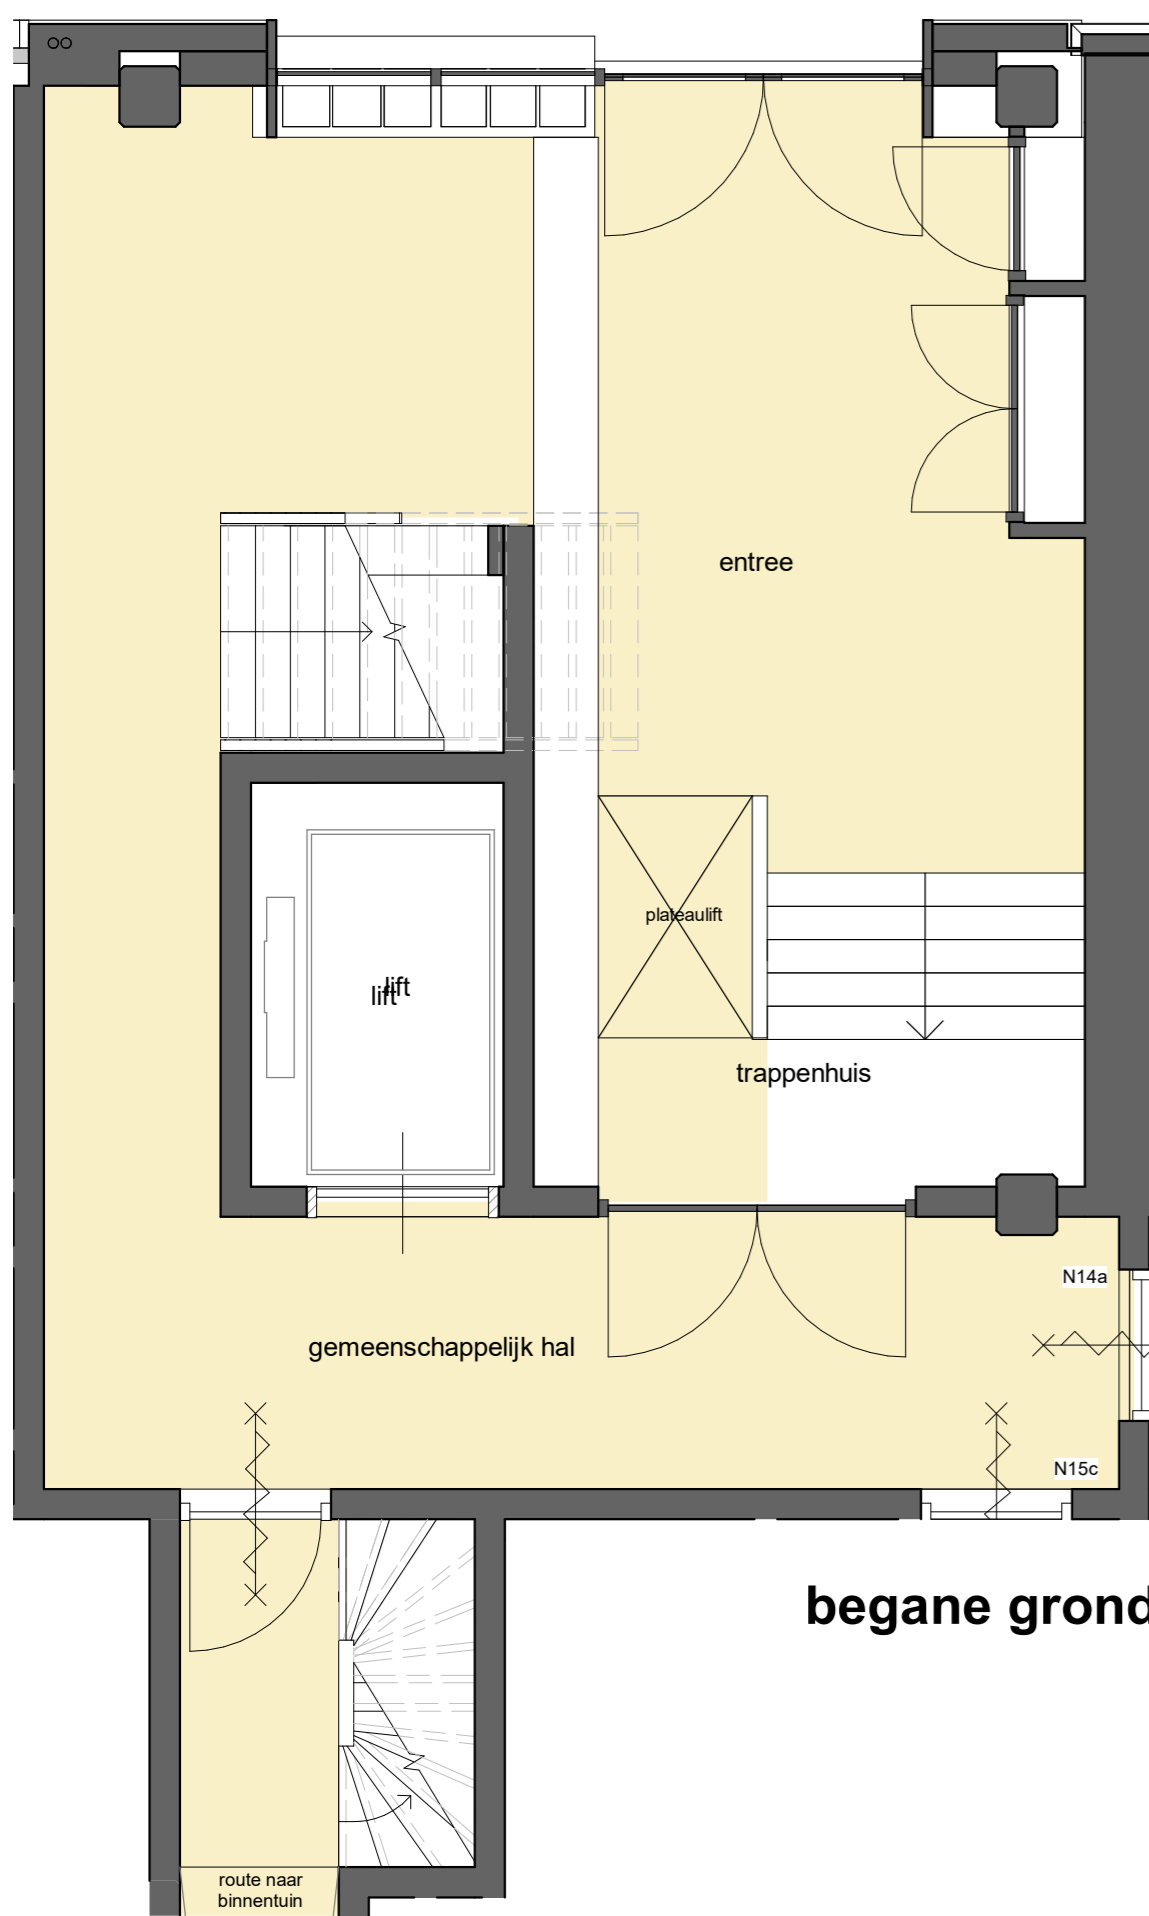 entree
plateaulift
lift
lift
trappenhuis
N14a
gemeenschappelijk hal
N15c
begane grond
route naar
binnentuin